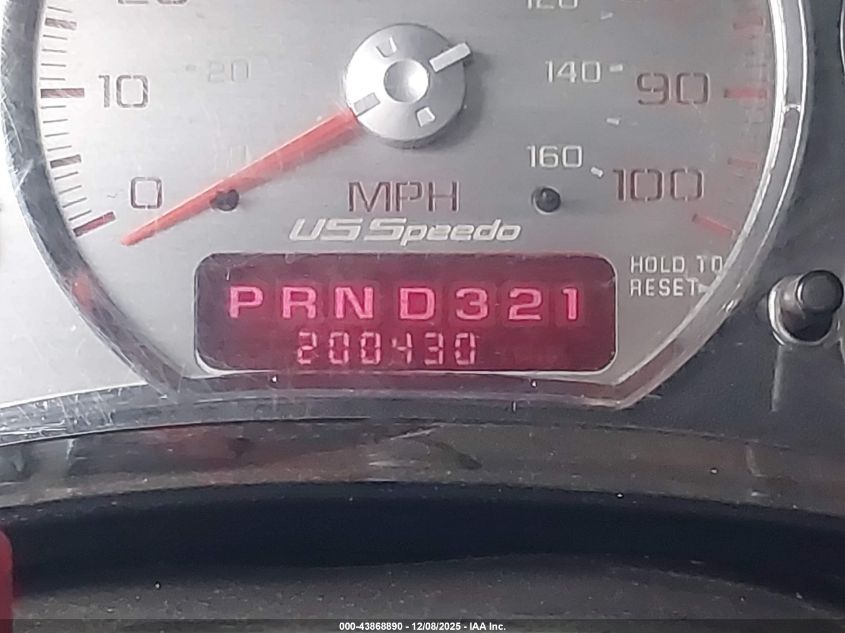 120
10 20 140 90
160
0 MPH 100
US Speedo
HOLD TO
RESET
PRND321
200430
000-43868890 - 12/08/2025 - IAA Inc.